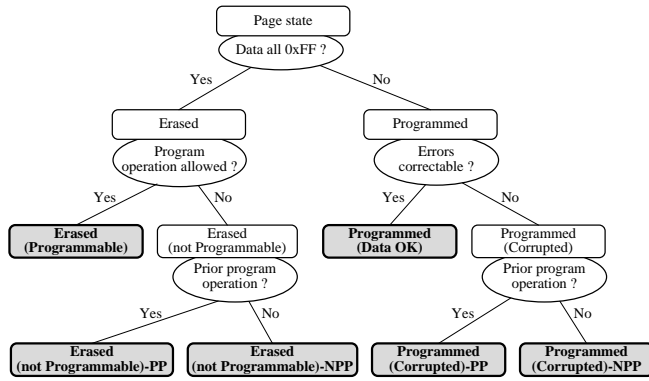 Page state
Data all 0xFF ?
Yes
No
Erased
Programmed
Program
operation allowed ?
Errors
correctable ?
Yes
No
Yes
No
Erased
(Programmable)
Erased
(not Programmable)
Programmed
(Data OK)
Programmed
(Corrupted)
Prior program
operation ?
Prior program
operation ?
Yes
No
Yes
No
Erased
(not Programmable)-PP
Erased
(not Programmable)-NPP
Programmed
(Corrupted)-PP
Programmed
(Corrupted)-NPP